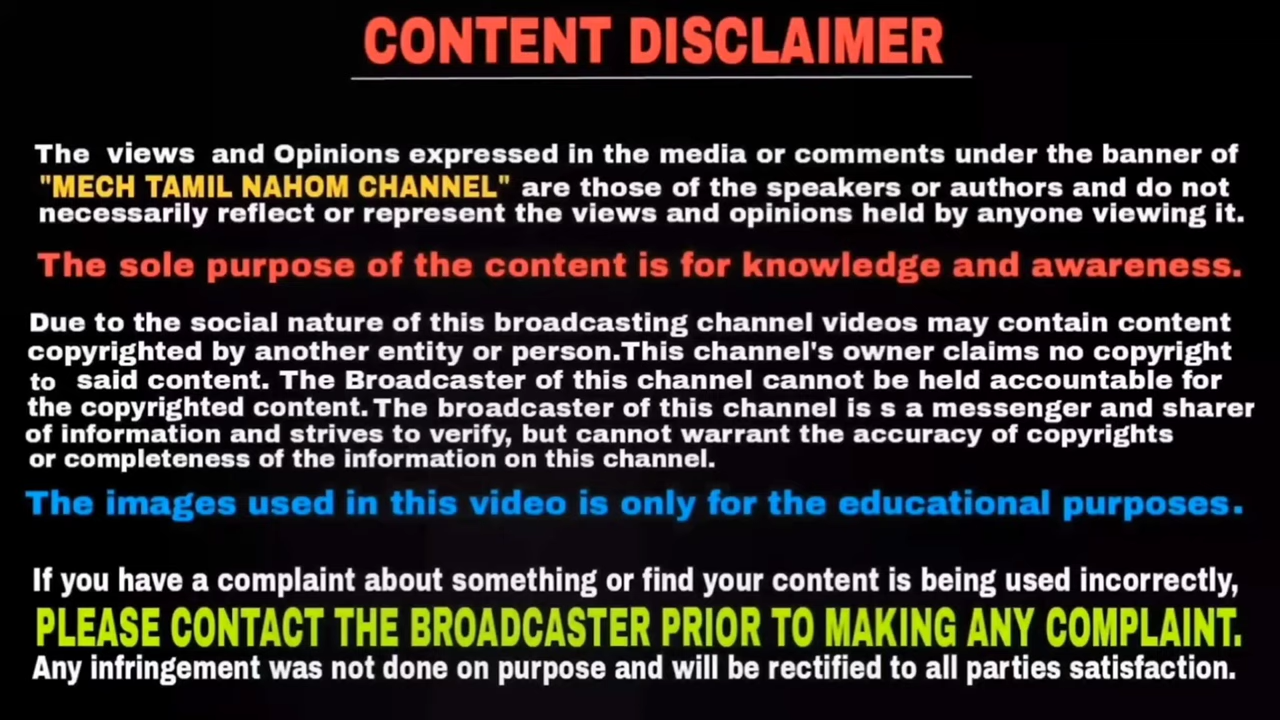 CONTENT DISCLAIMER
The views and Opinions expressed in the media or comments under the banner of
"MECH TAMIL NAHOM CHANNEL" are those of the speakers or authors and do not
necessarily reflect or represent the views and opinions held by anyone viewing it.
The sole purpose of the content is for knowledge and awareness.
Due to the social nature of this broadcasting channel videos may contain content
copyrighted by another entity or person.This channel's owner claims no copyright
to said content. The Broadcaster of this channel cannot be held accountable for
the copyrighted content. The broadcaster of this channel is s a messenger and sharer
of information and strives to verify, but cannot warrant the accuracy of copyrights
or completeness of the information on this channel.
The images used in this video is only for the educational purposes.
If you have a complaint about something or find your content is being used incorrectly,
PLEASE CONTACT THE BROADCASTER PRIOR TO MAKING ANY COMPLAINT.
Any infringement was not done on purpose and will be rectified to all parties satisfaction.